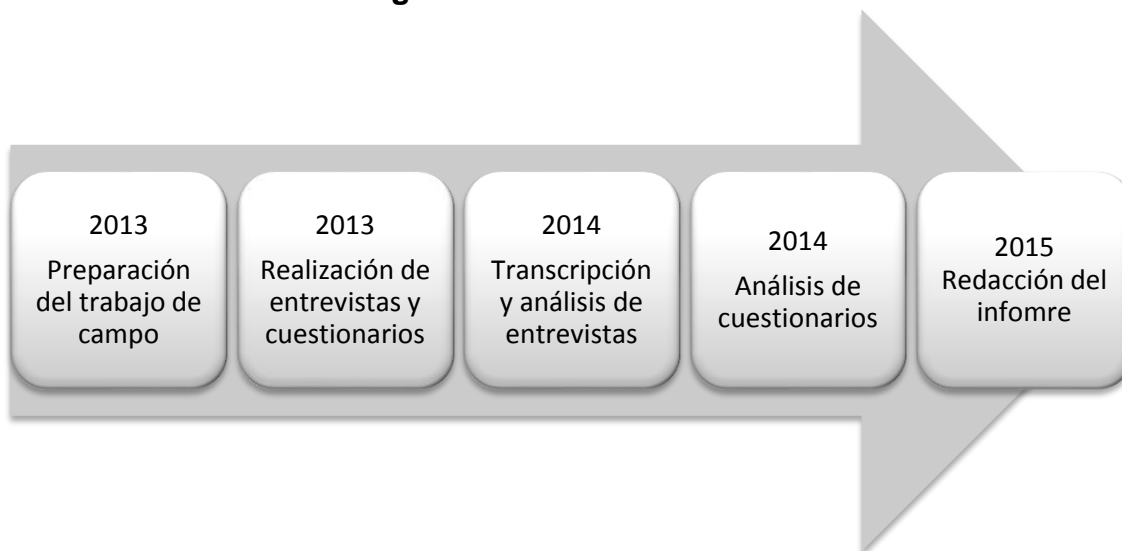 2013
Preparación
del trabajo de
campo
2013
Realización de
entrevistas y
cuestionarios
2014
Transcripción
y análisis de
entrevistas
2014
Análisis de
cuestionarios
2015
Redacción del
infomre